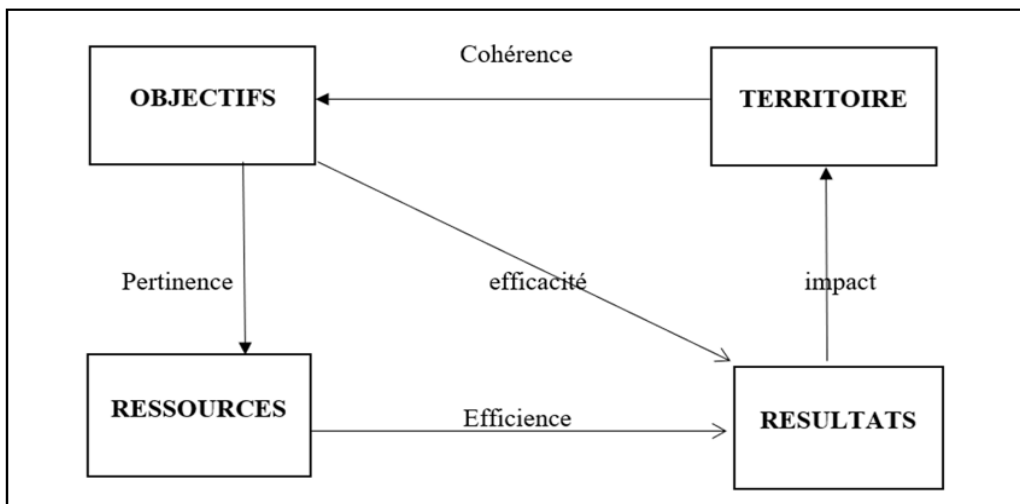 Cohérence
OBJECTIFS
TERRITOIRE
Pertinence
efficacité
impact
RESSOURCES
Efficience
RESULTATS